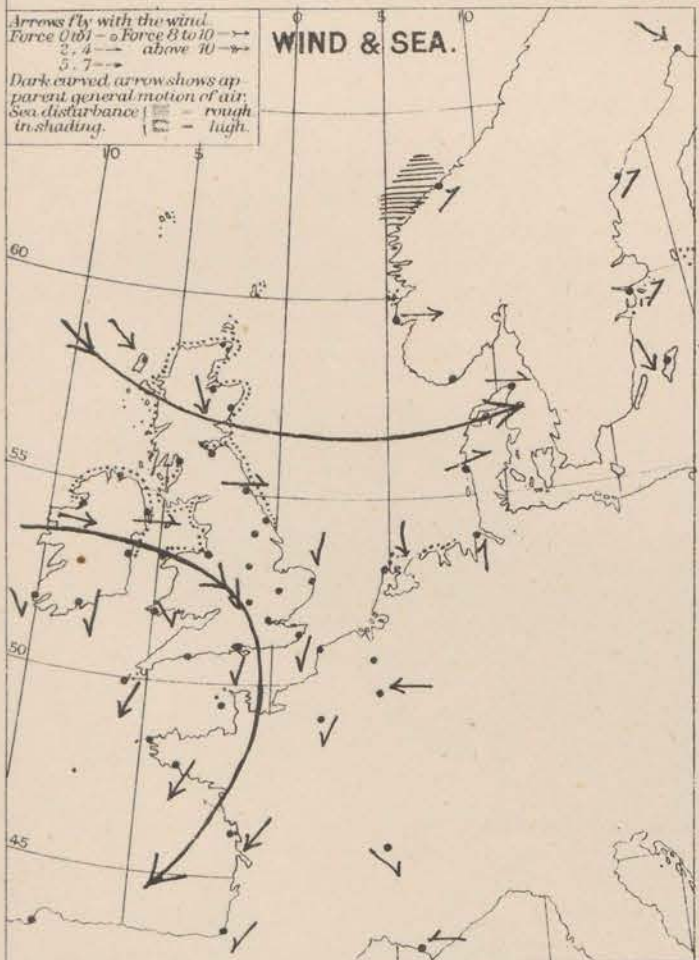 Arrows fly with the wind.
Force 0 to 1 - o Force 8 to 10 -
2. 4 - above 10 -
5. 7 -
Dark curved arrow shows ap
parent general motion of air.
Sea disturbance { - rough
in shading. { - high.
WIND & SEA.
0 10
10 5
60
55
50
45